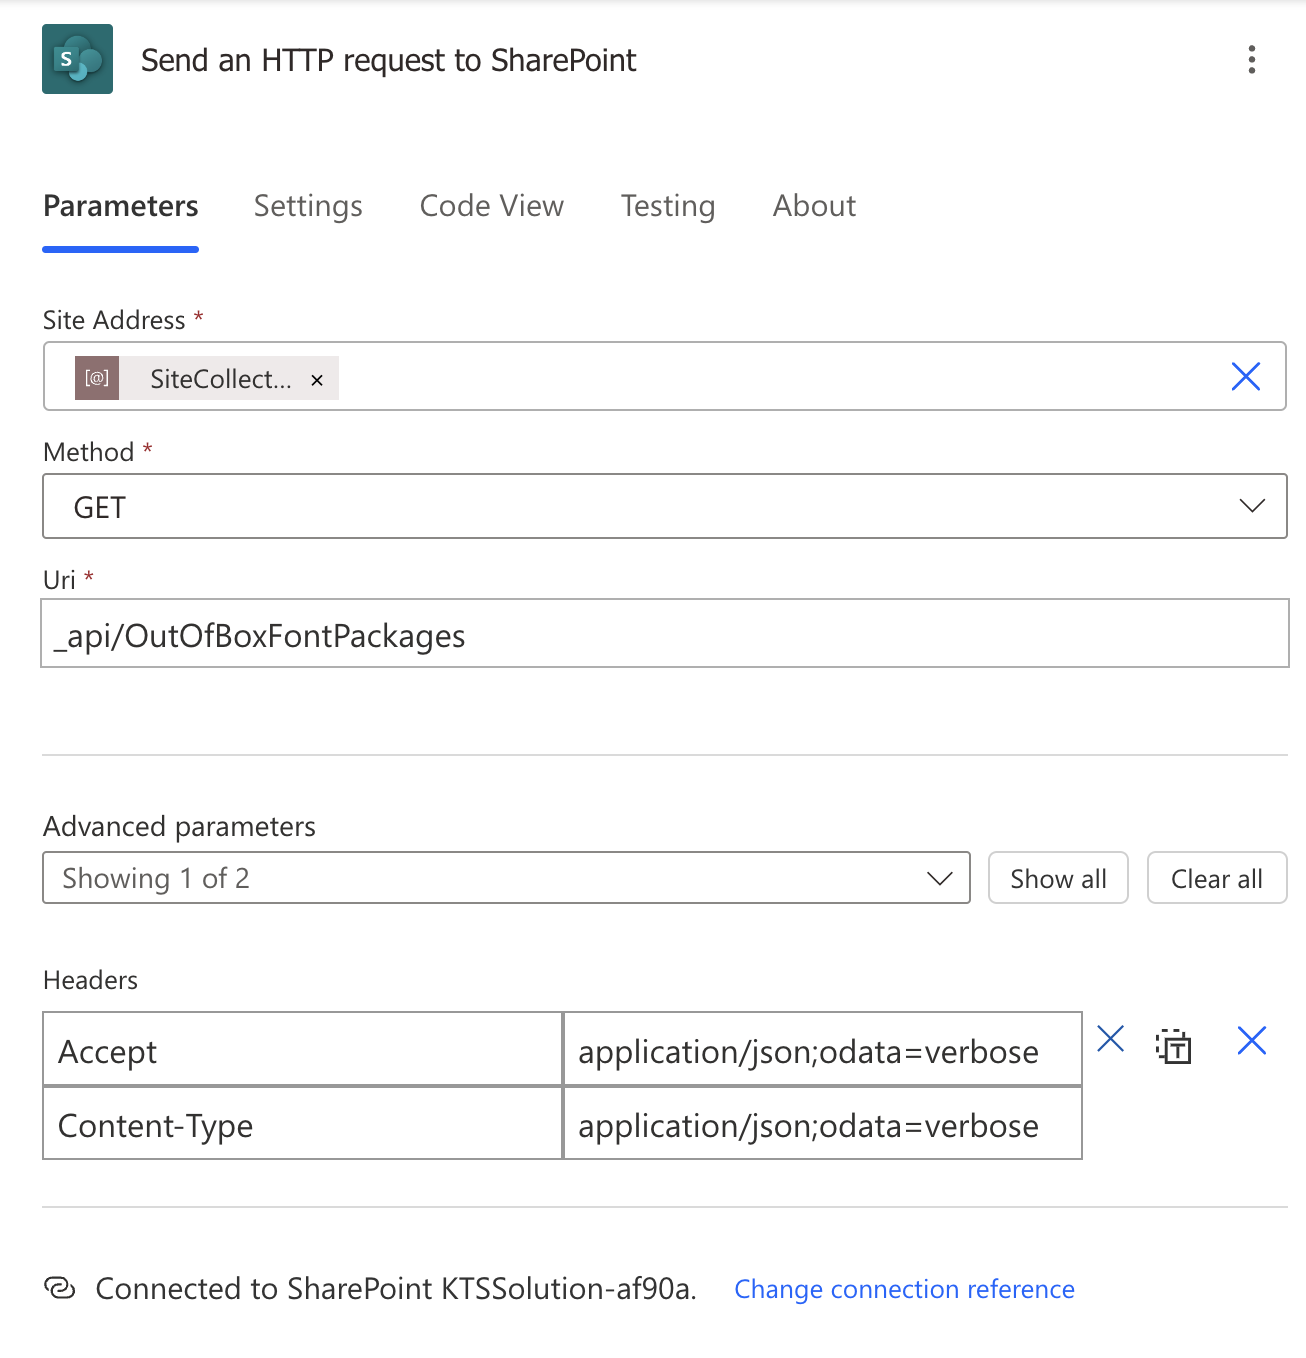 S
Send an HTTP request to SharePoint
Parameters Settings Code View Testing About
Site Address *
[@] SiteCollect... ×
Method *
GET
Uri *
_api/OutOfBoxFontPackages
Advanced parameters
Showing 1 of 2 Show all Clear all
Headers
Accept application/json;odata=verbose
T
Content-Type application/json;odata=verbose
Connected to SharePoint KTSSolution-af90a. Change connection reference